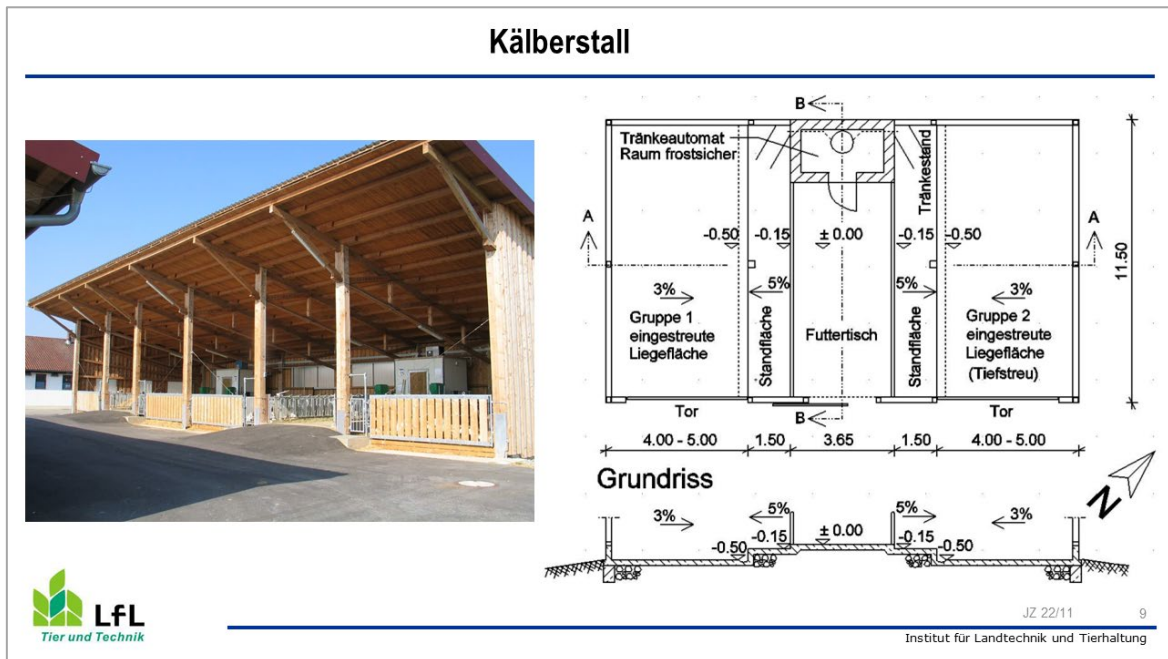 Kälberstall
B
Tränkeautomat
Raum frostsicher
Tränkestand
A
A
-0.50
-0.15
± 0.00
-0.15
-0.50
11.50
3%
5%
5%
3%
Gruppe 1
eingestreute
Liegefläche
Standfläche
Futtertisch
Standfläche
Gruppe 2
eingestreute
Liegefläche
(Tiefstreu)
Tor
B
Tor
4.00 - 5.00
1.50
3.65
1.50
4.00 - 5.00
Grundriss
N
3%
5%
± 0.00
5%
3%
-0.50
-0.15
-0.15
-0.50
LfL
Tier und Technik
JZ 22/11
9
Institut für Landtechnik und Tierhaltung